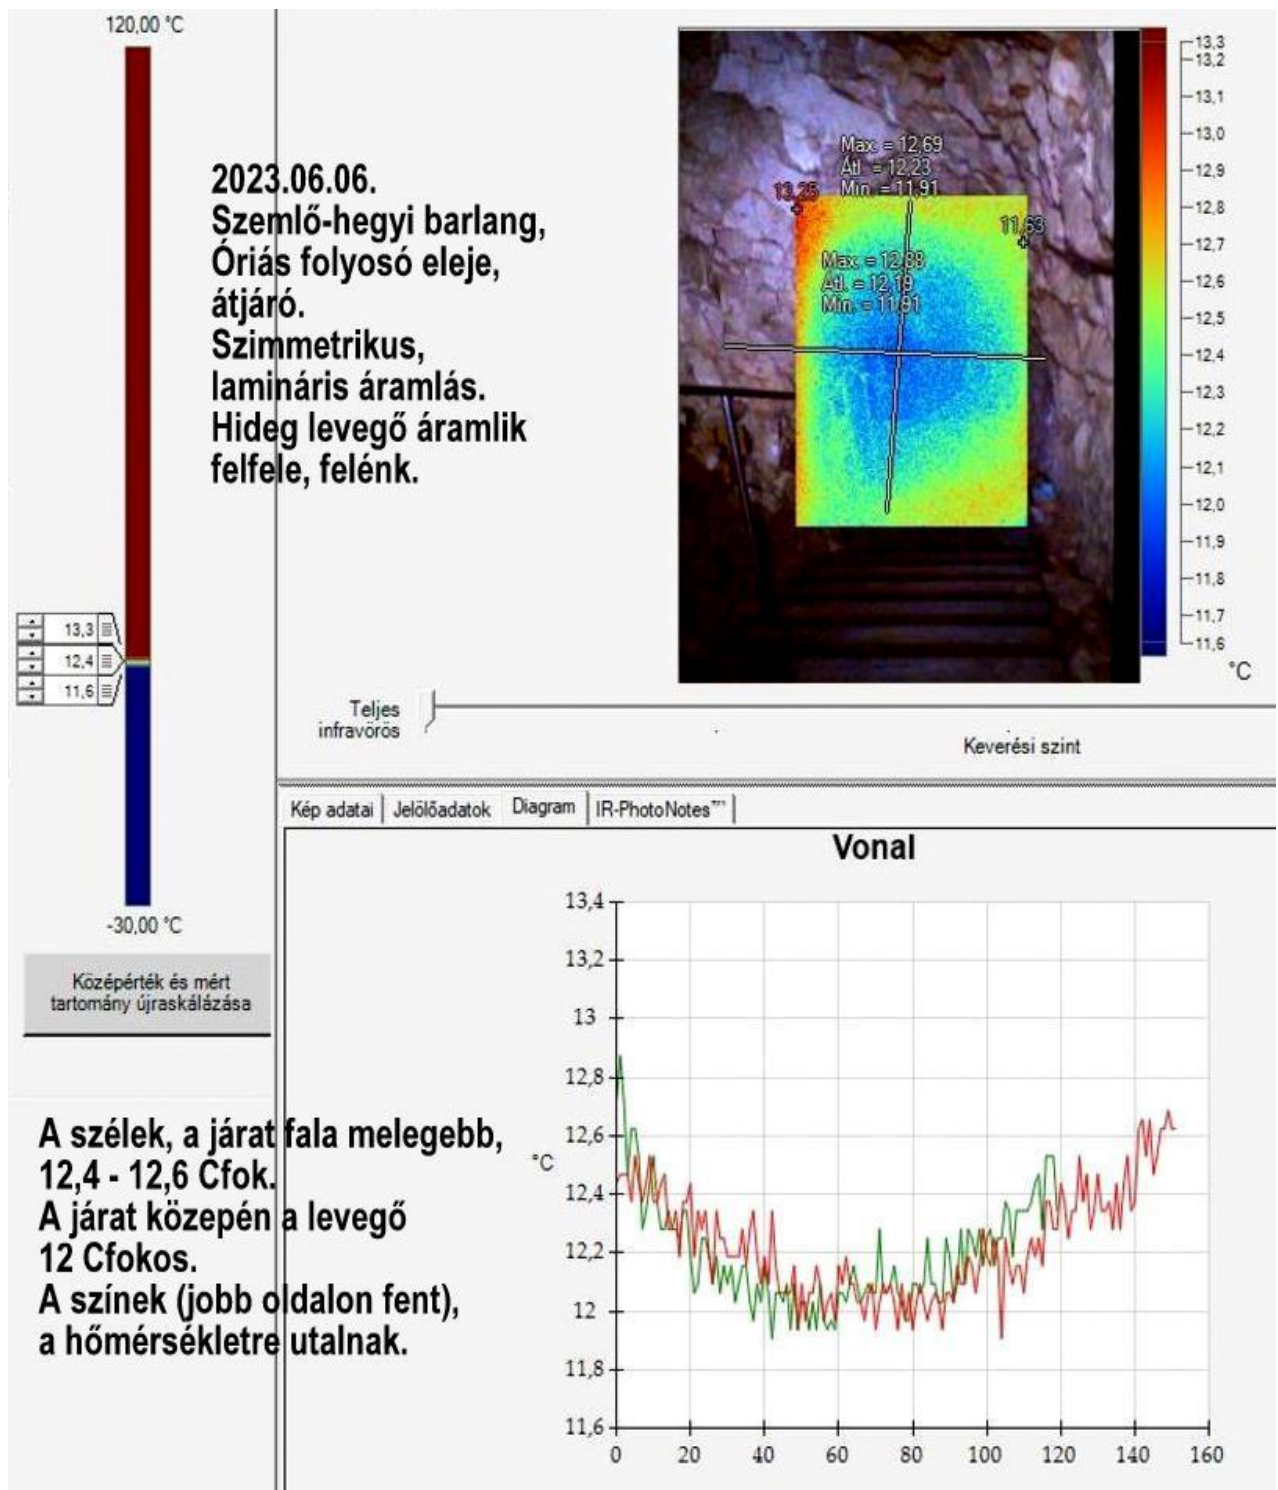 120,00 °C
2023.06.06.
Szemlő-hegyi barlang,
Óriás folyosó eleje,
átjáró.
Szimmetrikus,
lamináris áramlás.
Hideg levegő áramlik
felfele, felénk.
Max. = 12,69
Átl. = 12,23
Min. = 11,91
13,25
11,63
Max. = 12,88
Átl. = 12,19
Min. = 11,91
13,3
13,2
13,1
13,0
12,9
12,8
12,7
12,6
12,5
12,4
12,3
12,2
12,1
12,0
11,9
11,8
11,7
11,6
°C
13,3
12,4
11,6
Teljes
infravörös
Keverési szint
-30,00 °C
Középérték és mért
tartomány újraskálázása
Kép adatai
Jelölőadatok
Diagram
IR-PhotoNotes™
Vonal
13,4
13,2
13
12,8
12,6
°C
12,4
12,2
12
11,8
11,6
0 20 40 60 80 100 120 140 160
A szélek, a járat fala melegebb,
12,4 - 12,6 Cfok.
A járat közepén a levegő
12 Cfokos.
A színek (jobb oldalon fent),
a hőmérsékletre utalnak.